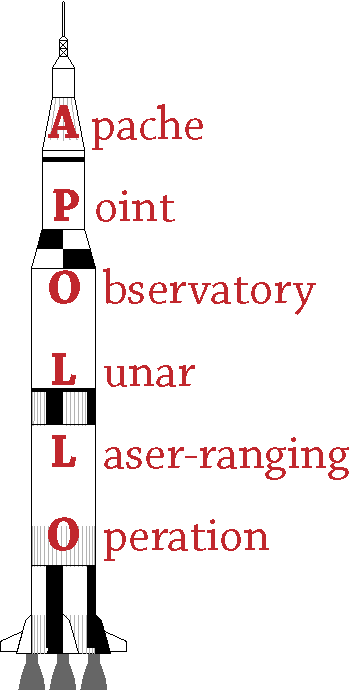 Apache
Point
Observatory
Lunar
Laser-ranging
Operation